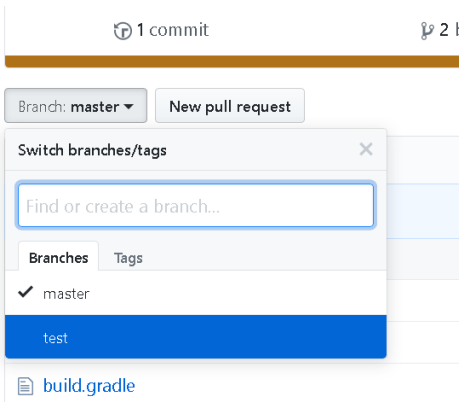 1 commit
2 b
Branch: master
New pull request
Switch branches/tags
Find or create a branch...
Branches
Tags
master
test
build.gradle